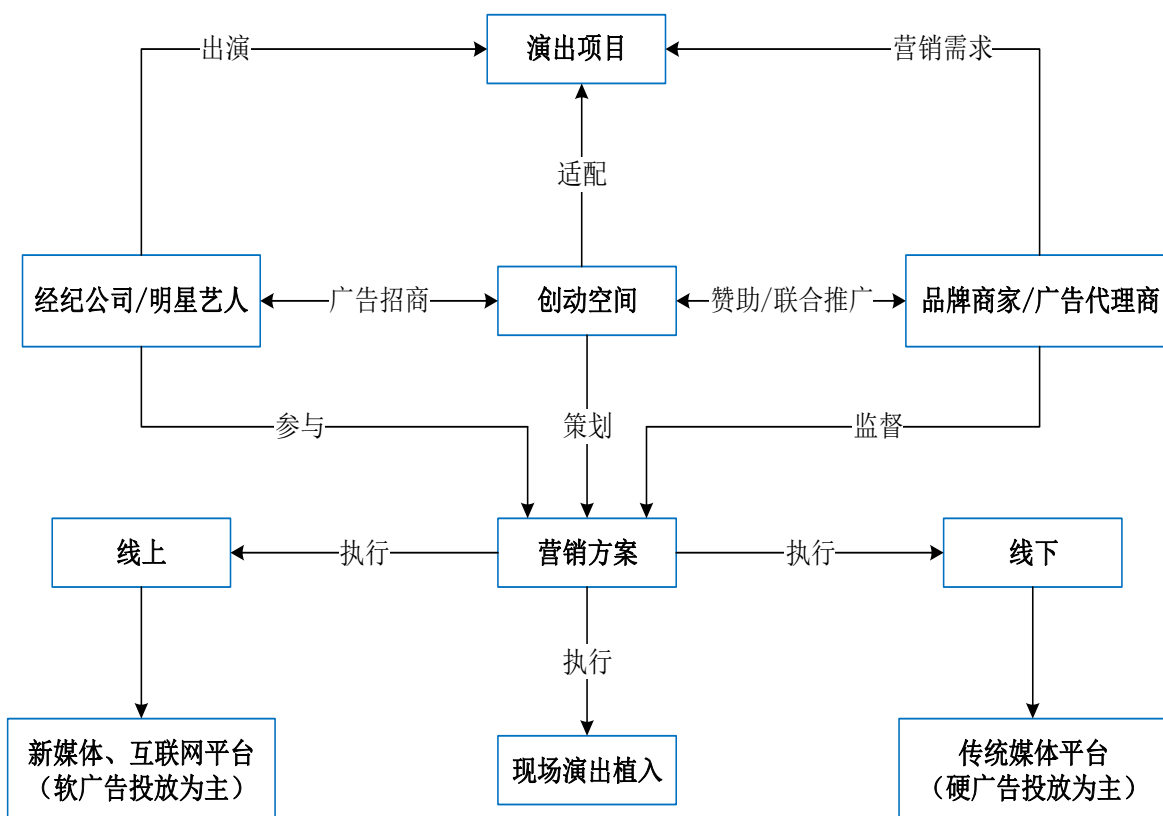 出演
演出项目
营销需求
适配
经纪公司/明星艺人
广告招商
创动空间
赞助/联合推广
品牌商家/广告代理商
参与
策划
监督
线上
执行
营销方案
执行
线下
执行
新媒体、互联网平台
（软广告投放为主）
现场演出植入
传统媒体平台
（硬广告投放为主）